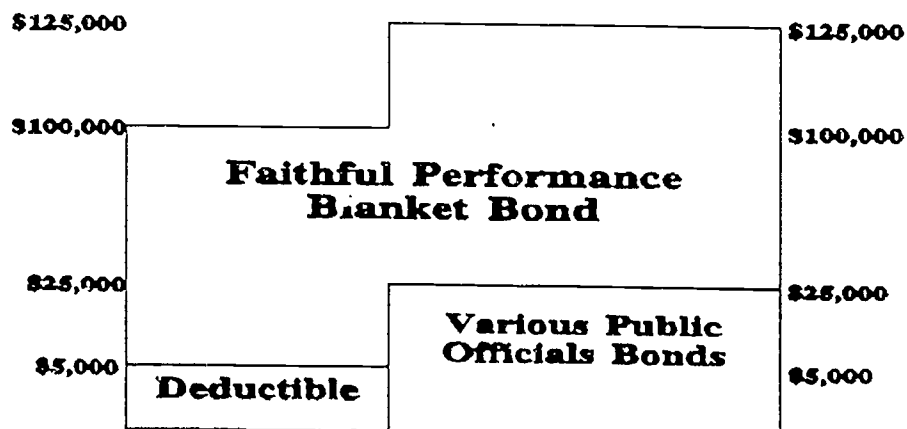 $125,000
$125,000
$100,000
$100,000
Faithful Performance
Blanket Bond
$25,000
$25,000
Various Public
Officials Bonds
$5,000
$5,000
Deductible